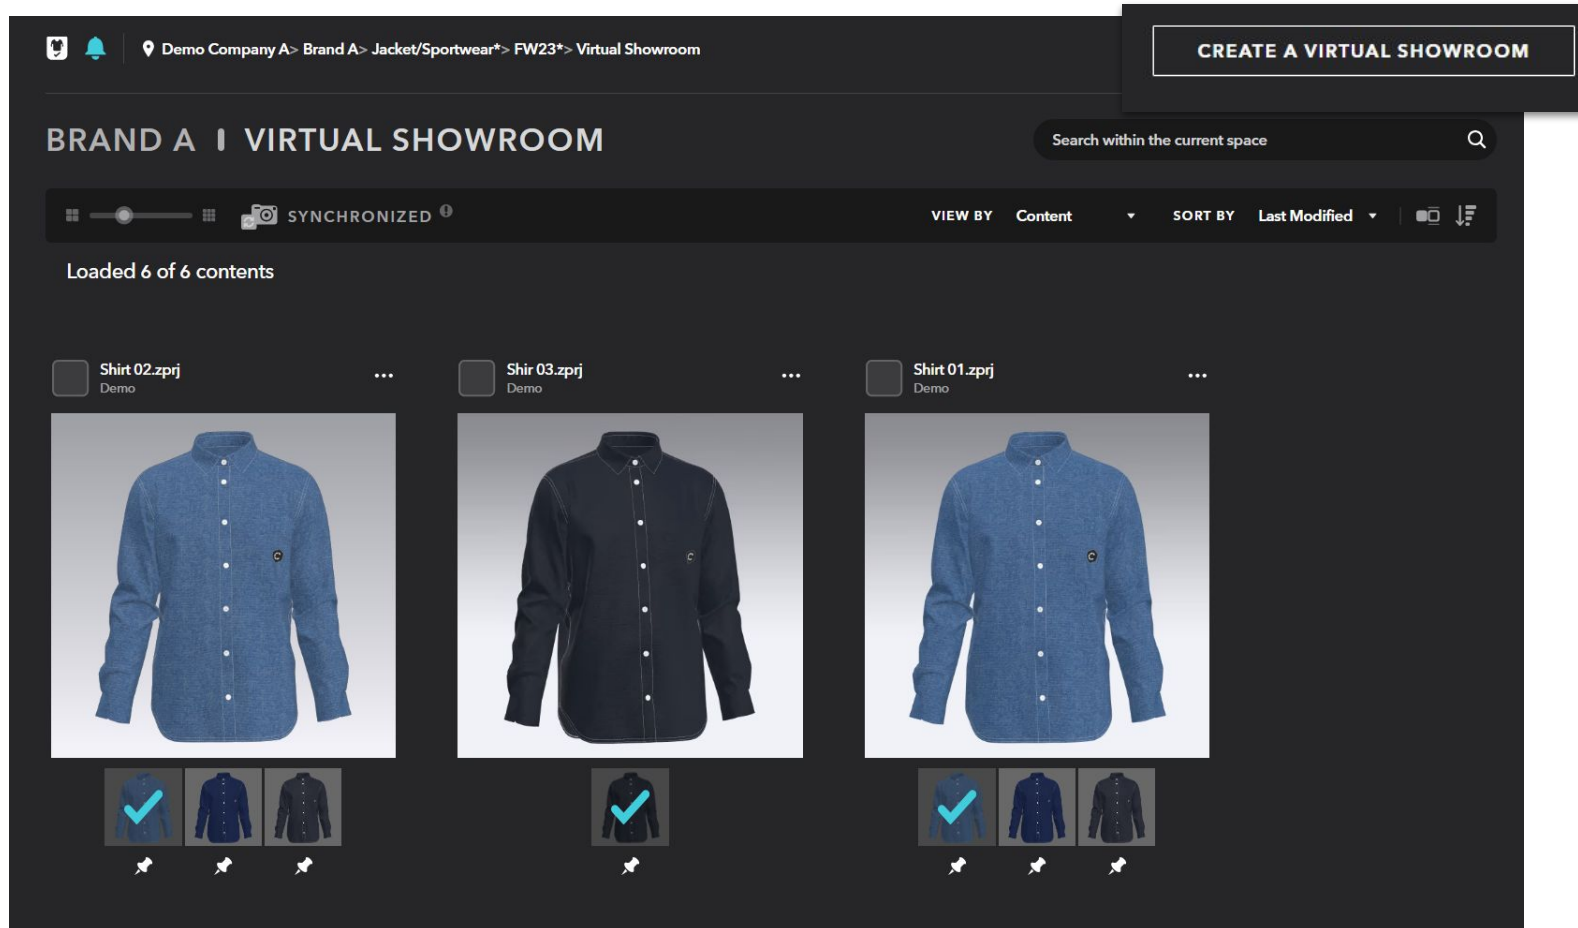 Demo Company A> Brand A> Jacket/Sportwear*> FW23*> Virtual Showroom
CREATE A VIRTUAL SHOWROOM
BRAND A I VIRTUAL SHOWROOM
Search within the current space
SYNCHRONIZED
VIEW BY Content SORT BY Last Modified
Loaded 6 of 6 contents
Shirt 02.zprj
Demo
Shir 03.zprj
Demo
Shirt 01.zprj
Demo